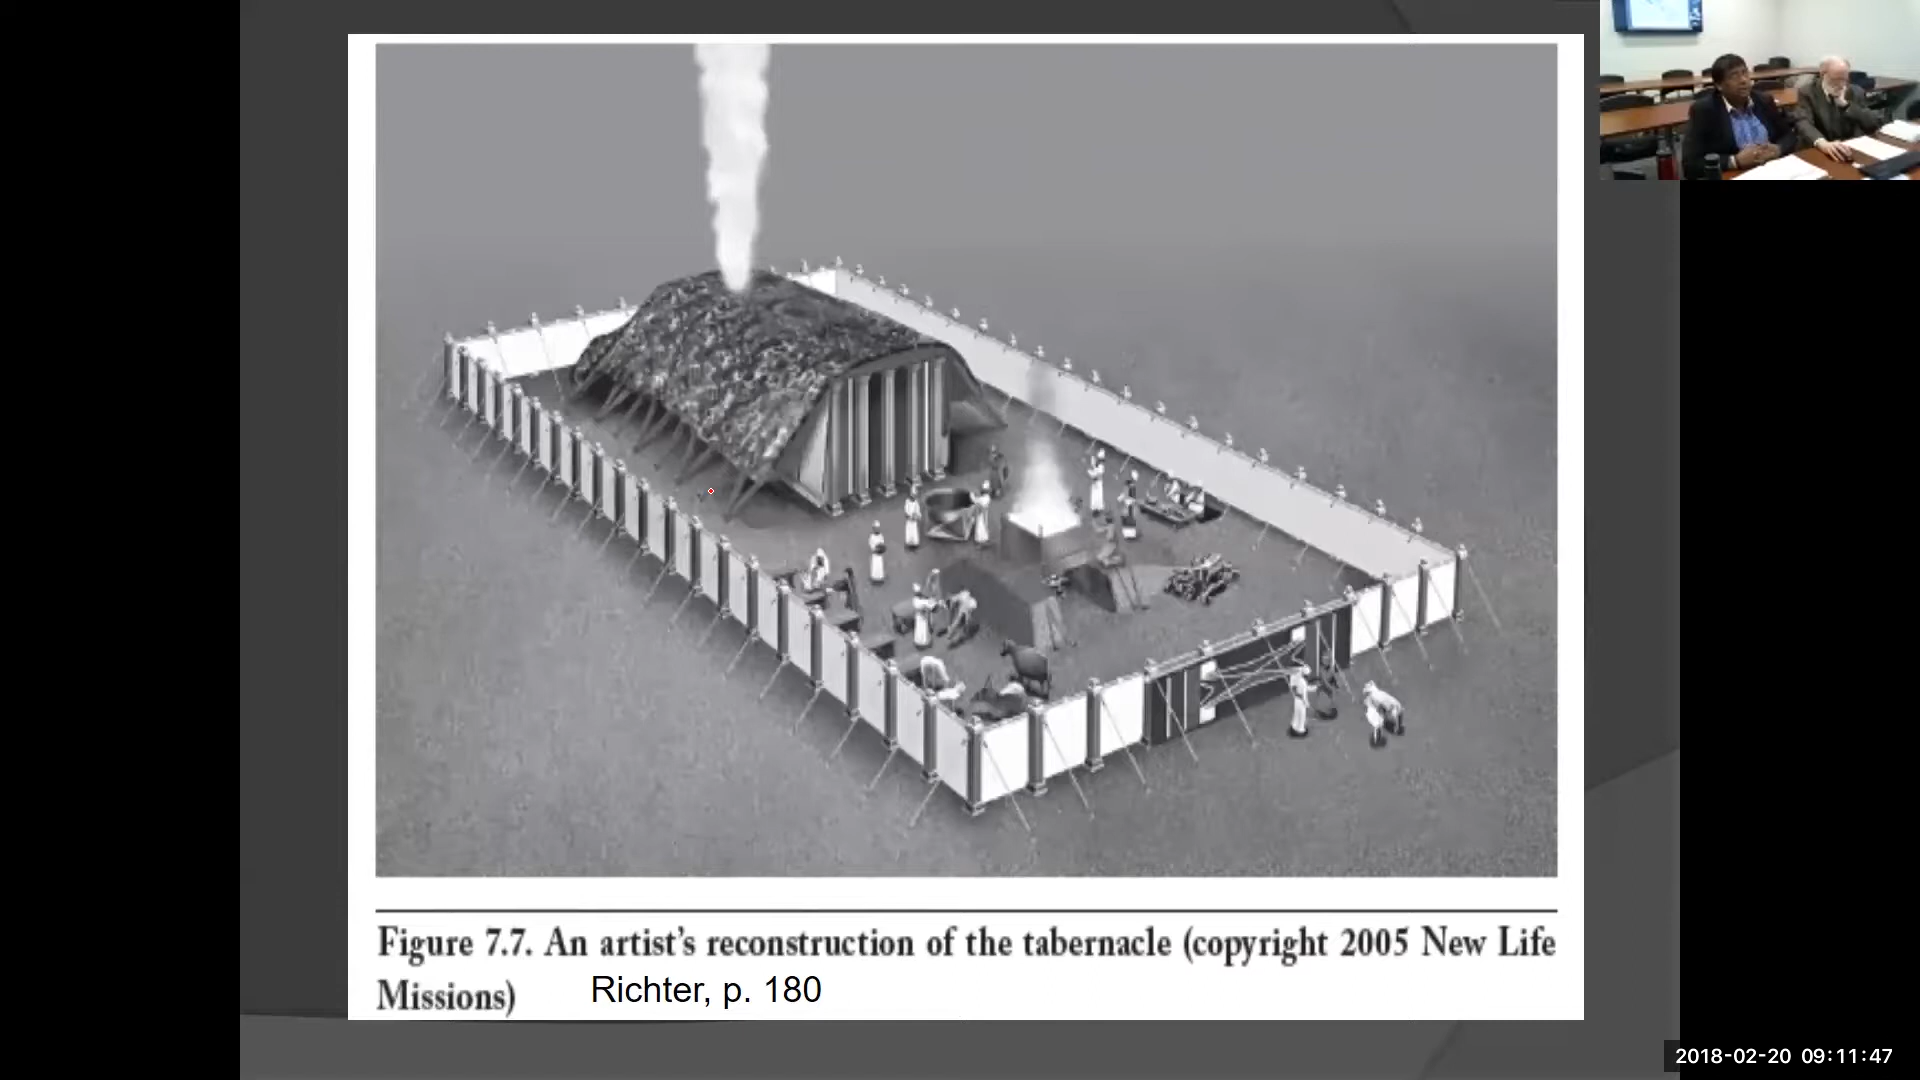 Figure 7.7. An artist's reconstruction of the tabernacle (copyright 2005 New Life
Missions)
Richter, p. 180
2018-02-20 09:11:47